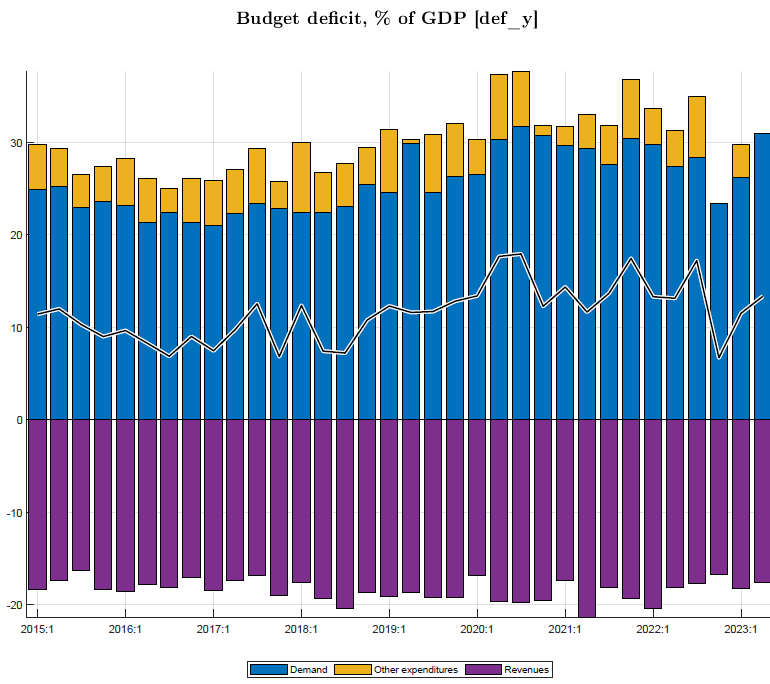 Budget deficit, % of GDP [def_y]
30
20
10
0
-10
-20
2015:1 2016:1 2017:1 2018:1 2019:1 2020:1 2021:1 2022:1 2023:1
Demand Other expenditures Revenues